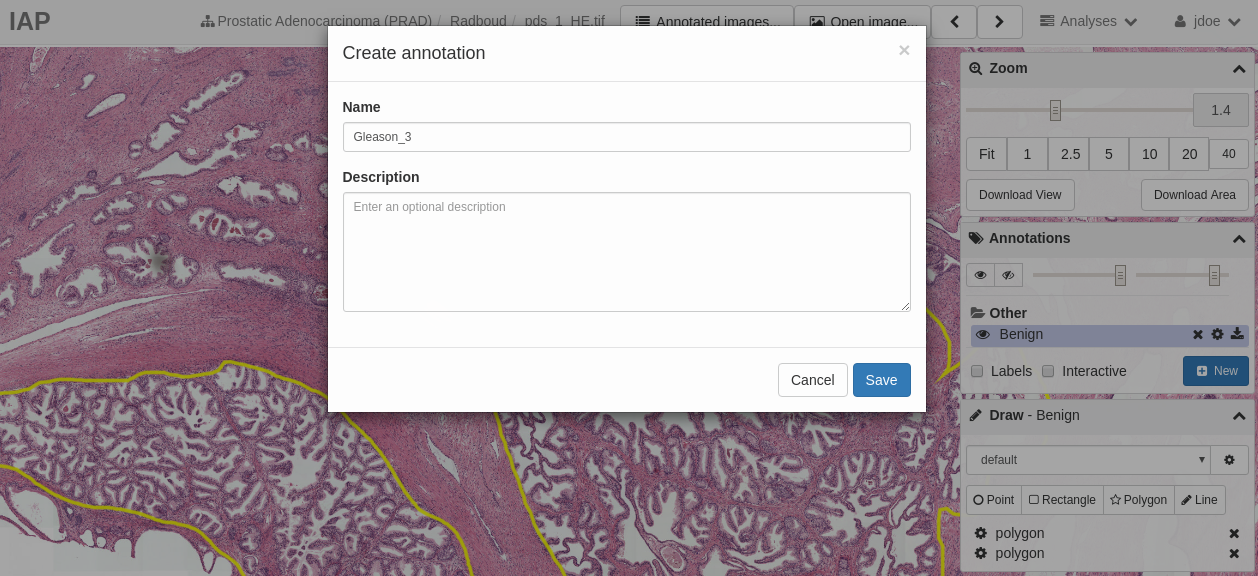 IAP Prostatic Adenocarcinoma (PRAD) / Radboud / pds_1_HE.tif Annotated images... Open image... Analyses jdoe
Create annotation ×
Name
Gleason_3
Description
Enter an optional description
Cancel Save
Zoom
1.4
Fit 1 2.5 5 10 20 40
Download View Download Area
Annotations
Other
Benign
Labels Interactive New
Draw - Benign
default
Point Rectangle Polygon Line
polygon
polygon